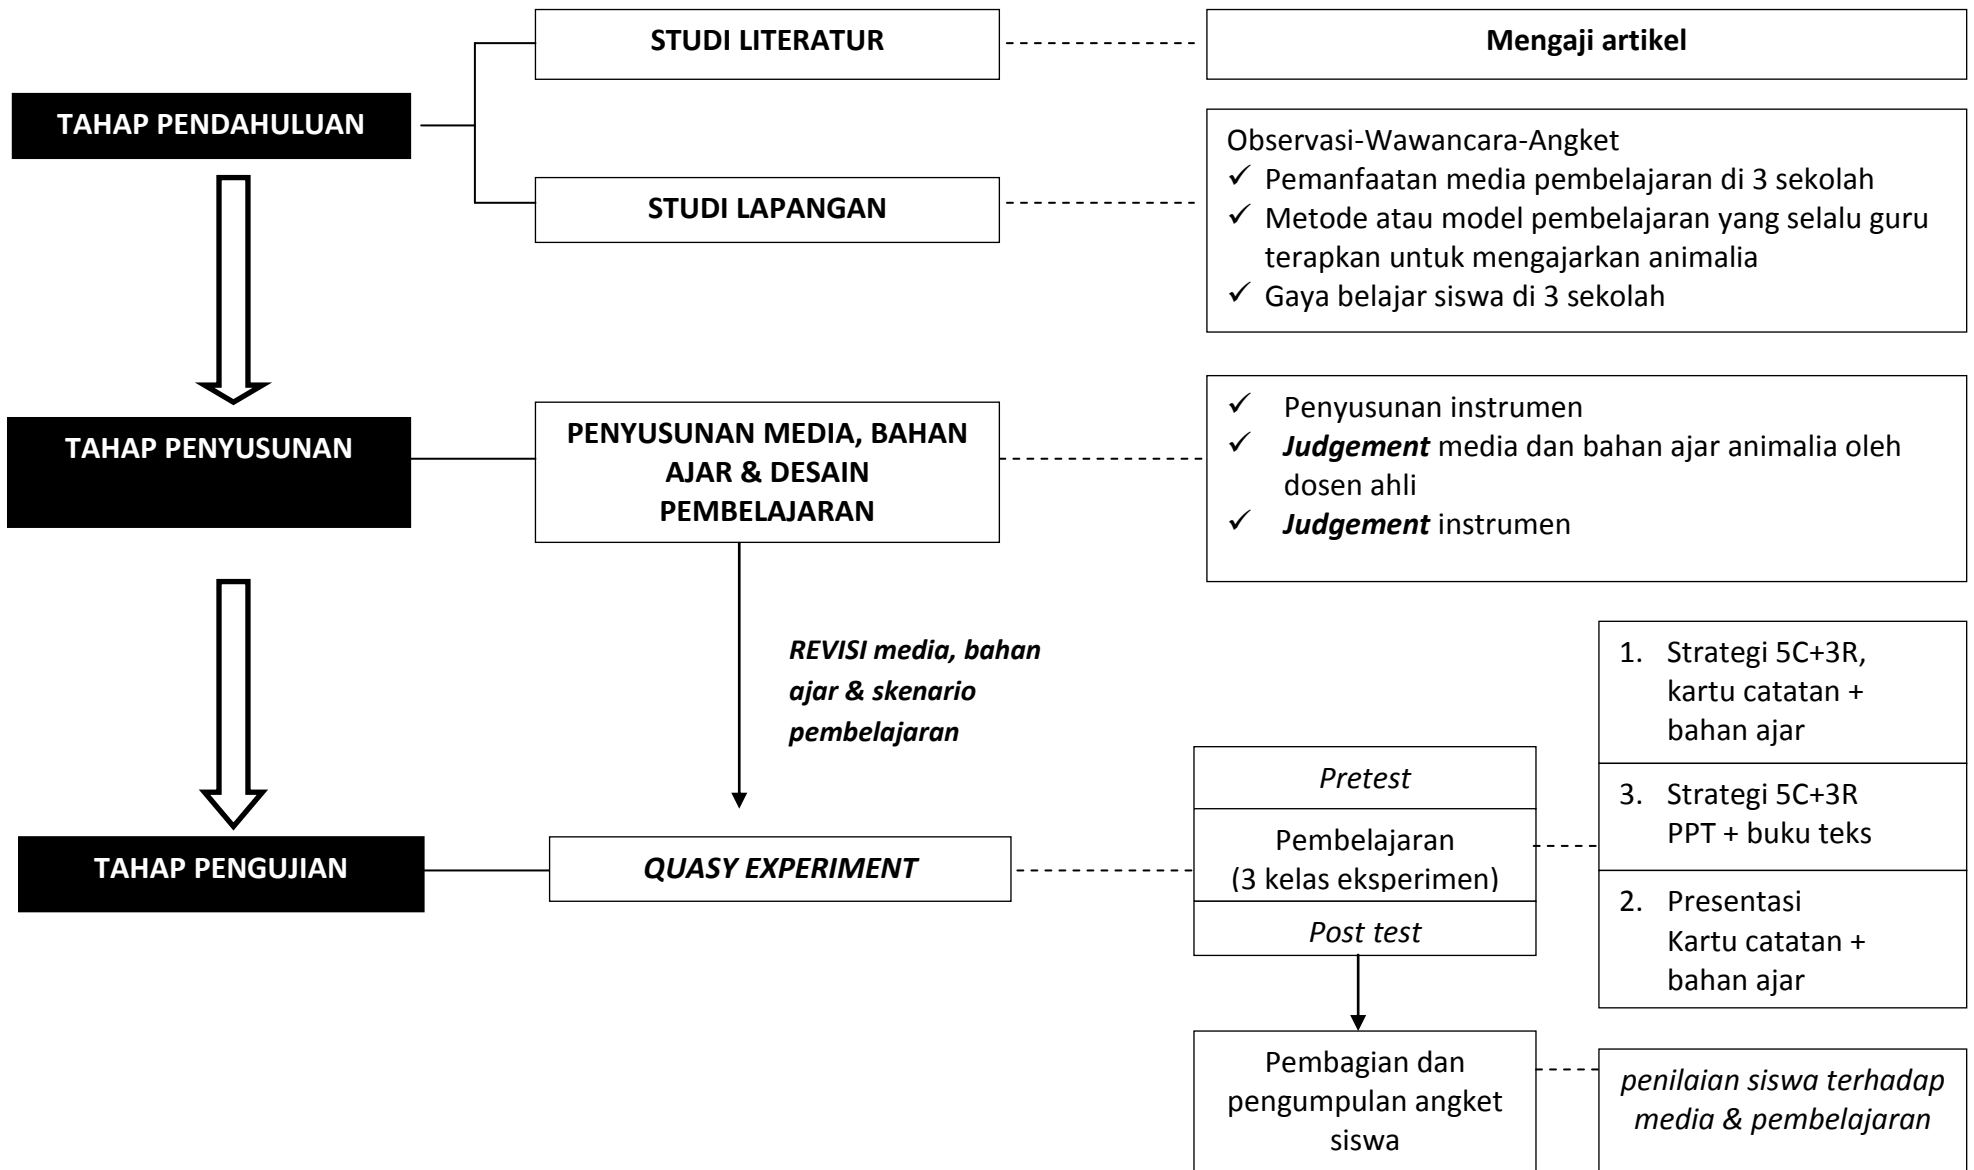 STUDI LITERATUR
Mengaji artikel
TAHAP PENDAHULUAN
STUDI LAPANGAN
Observasi-Wawancara-Angket
✓ Pemanfaatan media pembelajaran di 3 sekolah
✓ Metode atau model pembelajaran yang selalu guru
terapkan untuk mengajarkan animalia
✓ Gaya belajar siswa di 3 sekolah
TAHAP PENYUSUNAN
PENYUSUNAN MEDIA, BAHAN
AJAR & DESAIN
PEMBELAJARAN
✓ Penyusunan instrumen
✓ Judgement media dan bahan ajar animalia oleh
dosen ahli
✓ Judgement instrumen
REVISI media, bahan
ajar & skenario
pembelajaran
TAHAP PENGUJIAN
QUASY EXPERIMENT
Pretest
Pembelajaran
(3 kelas eksperimen)
Post test
1. Strategi 5C+3R,
kartu catatan +
bahan ajar
3. Strategi 5C+3R
PPT + buku teks
2. Presentasi
Kartu catatan +
bahan ajar
Pembagian dan
pengumpulan angket
siswa
penilaian siswa terhadap
media & pembelajaran